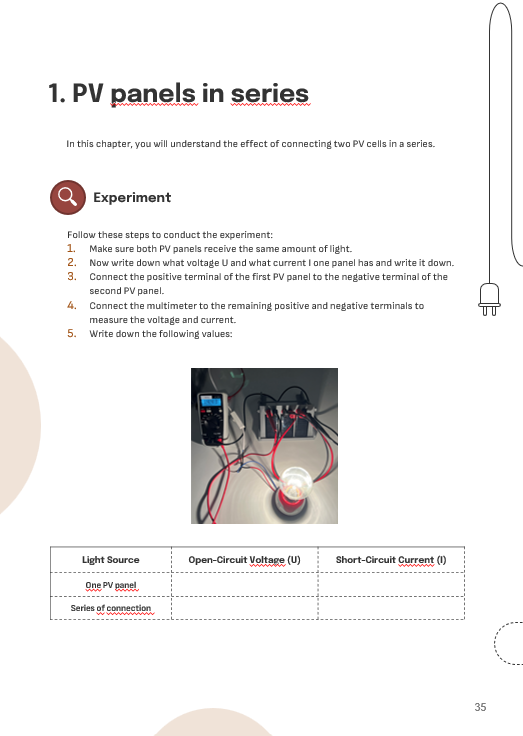 1. PV panels in series
In this chapter, you will understand the effect of connecting two PV cells in a series.
Experiment
Follow these steps to conduct the experiment:
1. Make sure both PV panels receive the same amount of light.
2. Now write down what voltage U and what current I one panel has and write it down.
3. Connect the positive terminal of the first PV panel to the negative terminal of the
second PV panel.
4. Connect the multimeter to the remaining positive and negative terminals to
measure the voltage and current.
5. Write down the following values:
Light Source Open-Circuit Voltage (U) Short-Circuit Current (I)
One PV panel
Series of connection
35